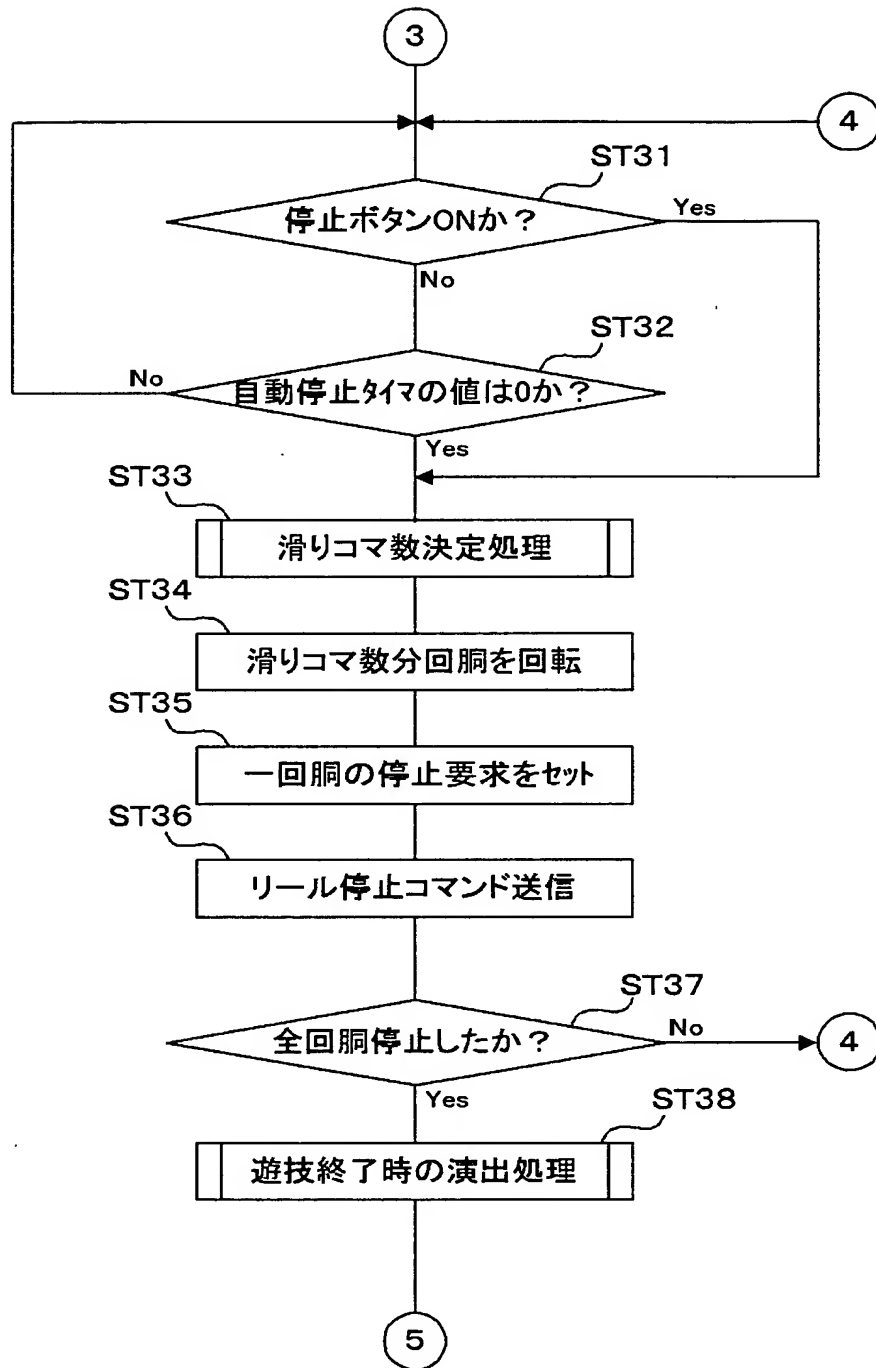 3
4
ST31
停止ボタンONか？
Yes
No
ST32
No
自動停止ﾀｲﾏの値は0か？
Yes
ST33
滑りコマ数決定処理
ST34
滑りコマ数分回胴を回転
ST35
一回胴の停止要求をｾｯﾄ
ST36
リール停止コマンド送信
ST37
全回胴停止したか？
No
4
Yes
ST38
遊技終了時の演出処理
5